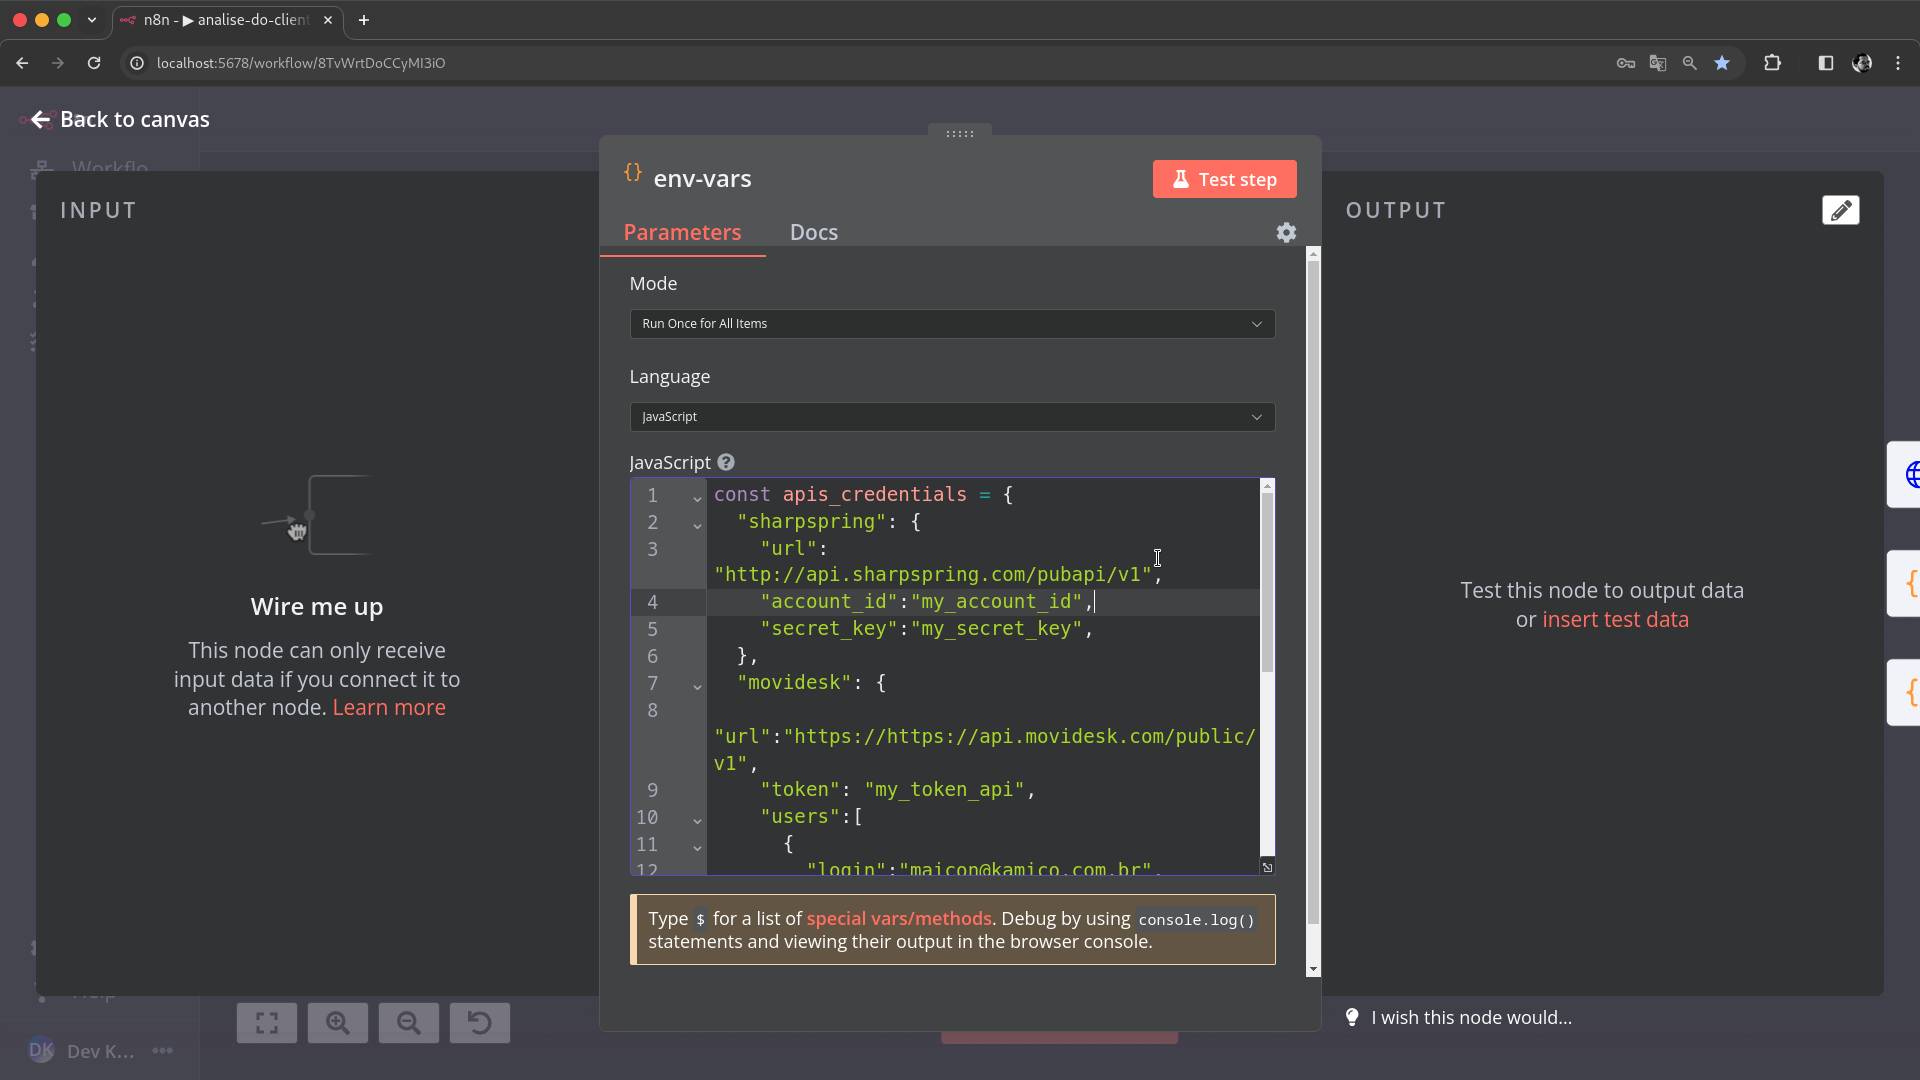 n8n - ▶ analise-do-client
localhost:5678/workflow/8TvWrtDoCCyMI3iO
Back to canvas
Workflo
INPUT
Wire me up
This node can only receive
input data if you connect it to
another node. Learn more
env-vars
Test step
Parameters
Docs
Mode
Run Once for All Items
Language
JavaScript
JavaScript
1 const apis_credentials = {
2 "sharpspring": {
3 "url":
"http://api.sharpspring.com/pubapi/v1",
4 "account_id":"my_account_id",
5 "secret_key":"my_secret_key",
6 },
7 "movidesk": {
8
"url":"https://https://api.movidesk.com/public/
v1",
9 "token": "my_token_api",
10 "users":[
11 {
12 "login":"maicon@kamico.com.br",
Type $ for a list of special vars/methods. Debug by using console.log()
statements and viewing their output in the browser console.
OUTPUT
Test this node to output data
or insert test data
I wish this node would...
Help
DK Dev K...